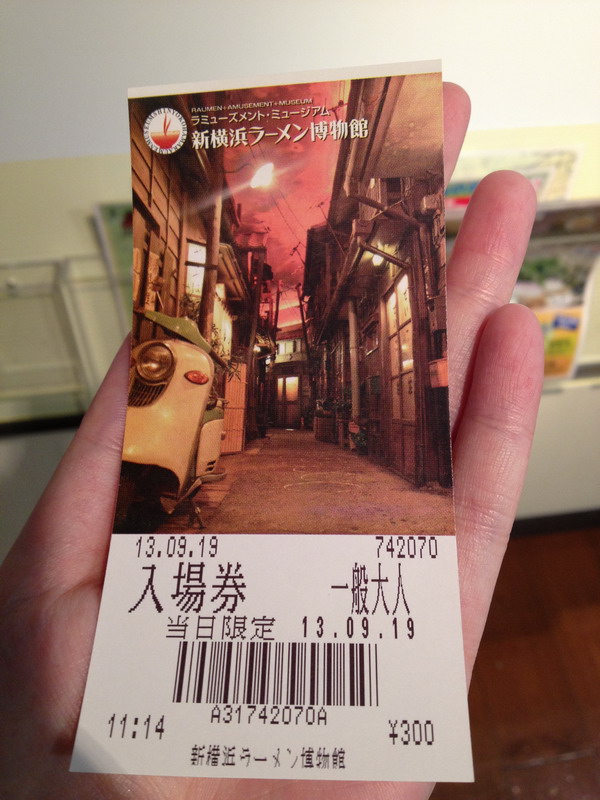 RAUMEN+AMUSEMENT+MUSEUM
ラミューズメント・ミュージアム
新横浜ラーメン博物館
13.09.19 742070
入場券 一般大人
当日限定 13.09.19
A31742070A
11:14 ¥300
新横浜ラーメン博物館